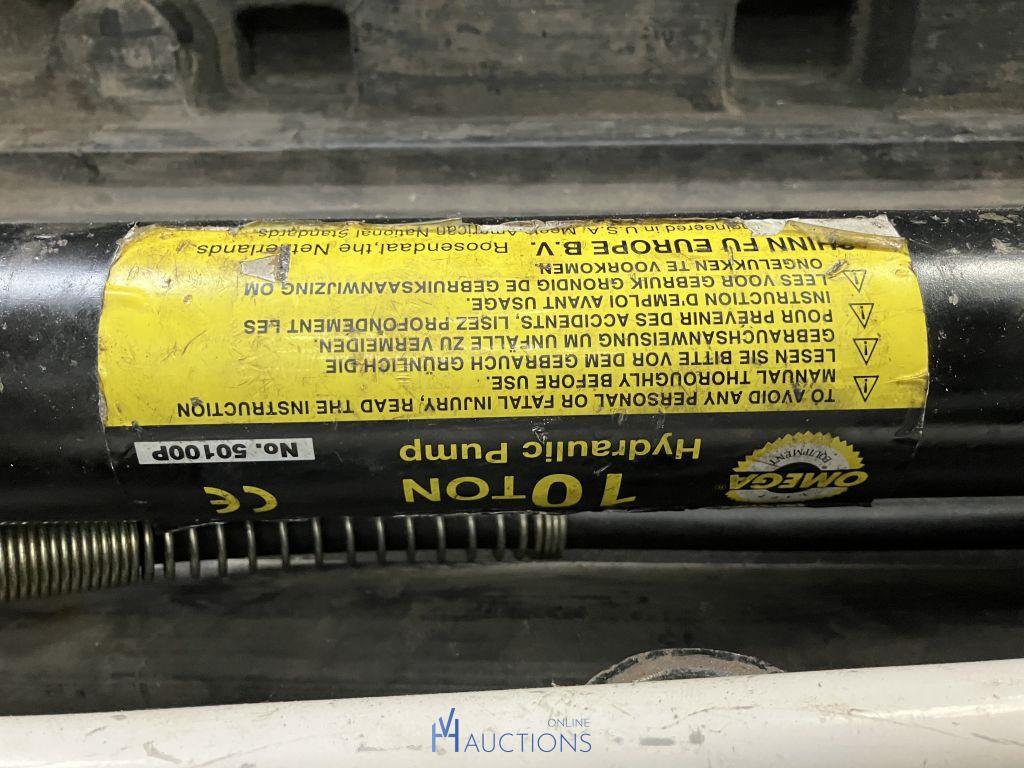 OMEGA®
EQUIPMENT
10TON
Hydraulic Pump
CE
No. 50100P
TO AVOID ANY PERSONAL OR FATAL INJURY, READ THE INSTRUCTION
MANUAL THOROUGHLY BEFORE USE.
LESEN SIE BITTE VOR DEM GEBRAUCH GRÜNLEICH DIE
GEBRAUCHSANWEISUNG UM UNFÄLLE ZU VERMEIDEN.
POUR PRÉVENIR DES ACCIDENTS, LISEZ PROFONDEMENT LES
INSTRUCTION D'EMPLOI AVANT USAGE.
LEES VOOR GEBRUIK GRONDIG DE GEBRUIKSAANWIJZING OM
ONGELUKKEN TE VOORKOMEN.
SHINN FU EUROPE B.V. Roosendaal, the Netherlands.
Engineered in U.S.A. Meet American National Standards.
VH ONLINE
AUCTIONS